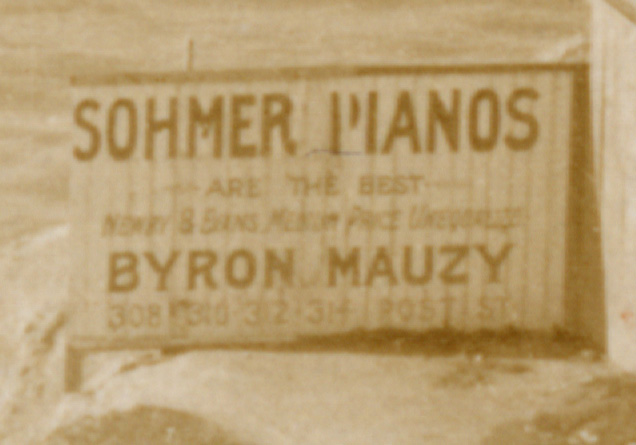 SOHMER PIANOS
ARE THE BEST
MEDIUM PRICE
BYRON MAUZY
308-310-312-314 POST ST.